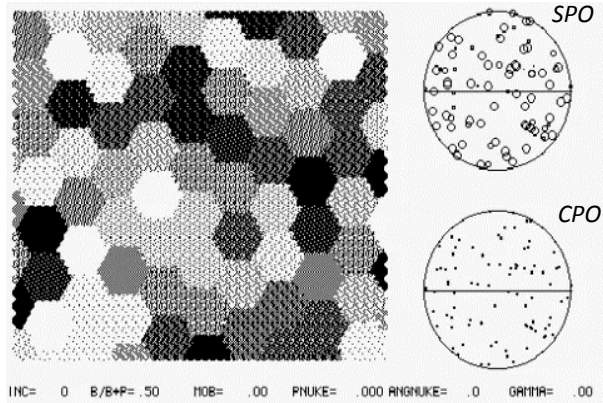 SPO
CPO
INC= 0 B/B+P= .50 MOB= .00 PNUKE= .000 ANGNUKE= .0 GAMMA= .00